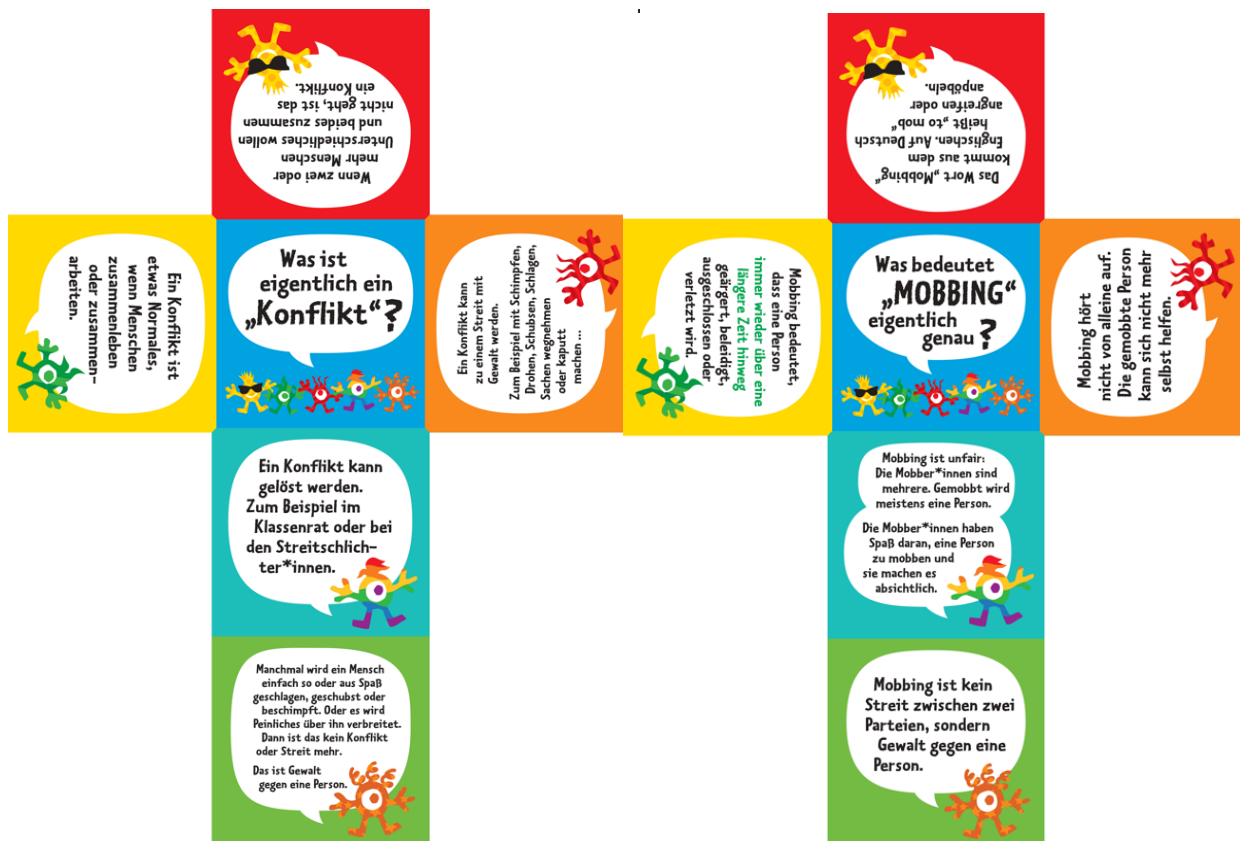 Wenn zwei oder
mehr Menschen
Unterschiedliches wollen
und beides zusammen
nicht geht, ist das
ein Konflikt.
Ein Konflikt ist
etwas Normales,
wenn Menschen
zusammenleben
oder zusammen-
arbeiten.
Was ist
eigentlich ein
„Konflikt“?
Ein Konflikt kann
zu einem Streit mit
Gewalt werden.
Zum Beispiel mit Schimpfen,
Drohen, Schubsen, Schlagen,
Sachen wegnehmen
oder kaputt
machen ...
Ein Konflikt kann
gelöst werden.
Zum Beispiel im
Klassenrat oder bei
den Streitschlich-
ter*innen.
Manchmal wird ein Mensch
einfach so oder aus Spaß
geschlagen, geschubst oder
beschimpft. Oder es wird
Peinliches über ihn verbreitet.
Dann ist das kein Konflikt
oder Streit mehr.
Das ist Gewalt
gegen eine Person.
Das Wort „Mobbing“
kommt aus dem
Englischen. Auf Deutsch
heißt „to mob“
angreifen oder
anpöbeln.
Mobbing bedeutet,
dass eine Person
immer wieder über eine
längere Zeit hinweg
geärgert, beleidigt,
ausgeschlossen oder
verletzt wird.
Was bedeutet
„MOBBING“
eigentlich
genau ?
Mobbing hört
nicht von alleine auf.
Die gemobbte Person
kann sich nicht mehr
selbst helfen.
Mobbing ist unfair:
Die Mobber*innen sind
mehrere. Gemobbt wird
meistens eine Person.
Die Mobber*innen haben
Spaß daran, eine Person
zu mobben und
sie machen es
absichtlich.
Mobbing ist kein
Streit zwischen zwei
Parteien, sondern
Gewalt gegen eine
Person.